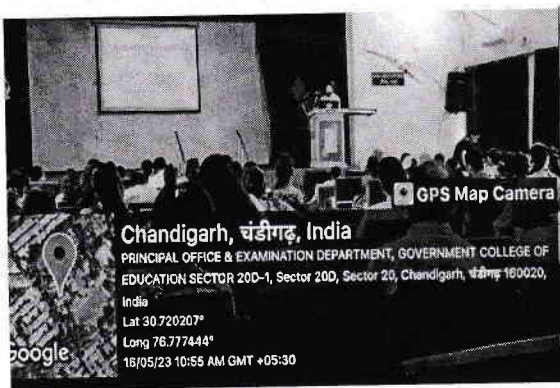 GPS Map Camera
Chandigarh, चंडीगढ़, India
PRINCIPAL OFFICE & EXAMINATION DEPARTMENT, GOVERNMENT COLLEGE OF
EDUCATION SECTOR 20D-1, Sector 20D, Sector 20, Chandigarh, चंडीगढ़ 160020,
India
Lat 30.720207°
Long 76.777444°
16/05/23 10:55 AM GMT +05:30
Google